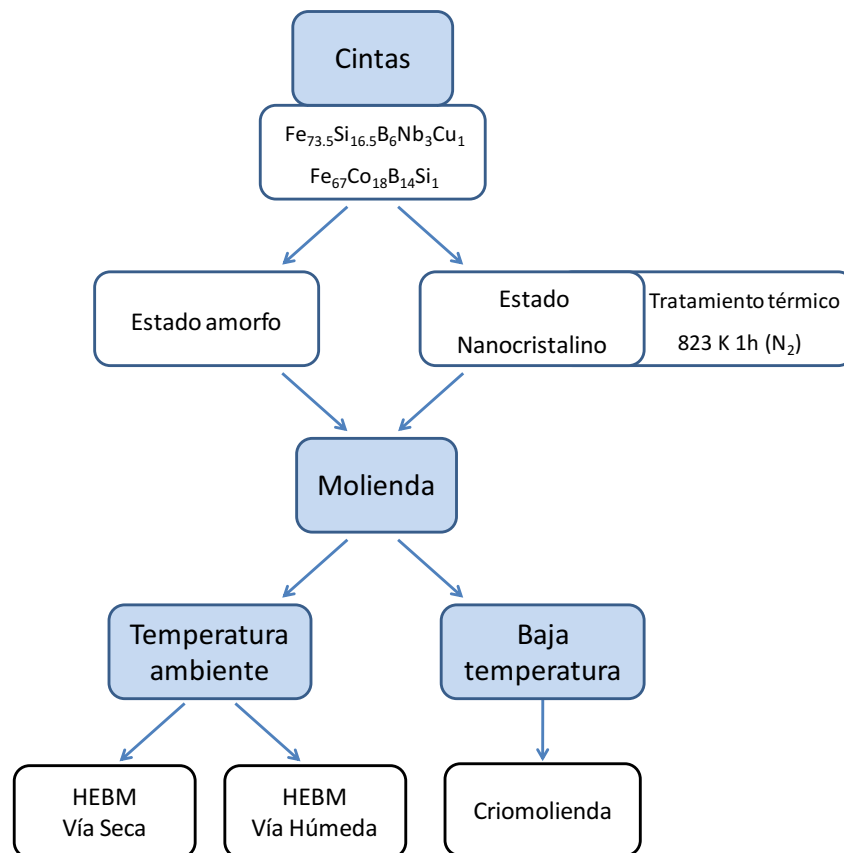 Cintas
Fe73.5Si16.5B6Nb3Cu1
Fe67Co18B14Si1
Estado amorfo
Estado
Nanocristalino
Tratamiento térmico
823 K 1h (N2)
Molienda
Temperatura
ambiente
Baja
temperatura
HEBM
Vía Seca
HEBM
Vía Húmeda
Criomolienda